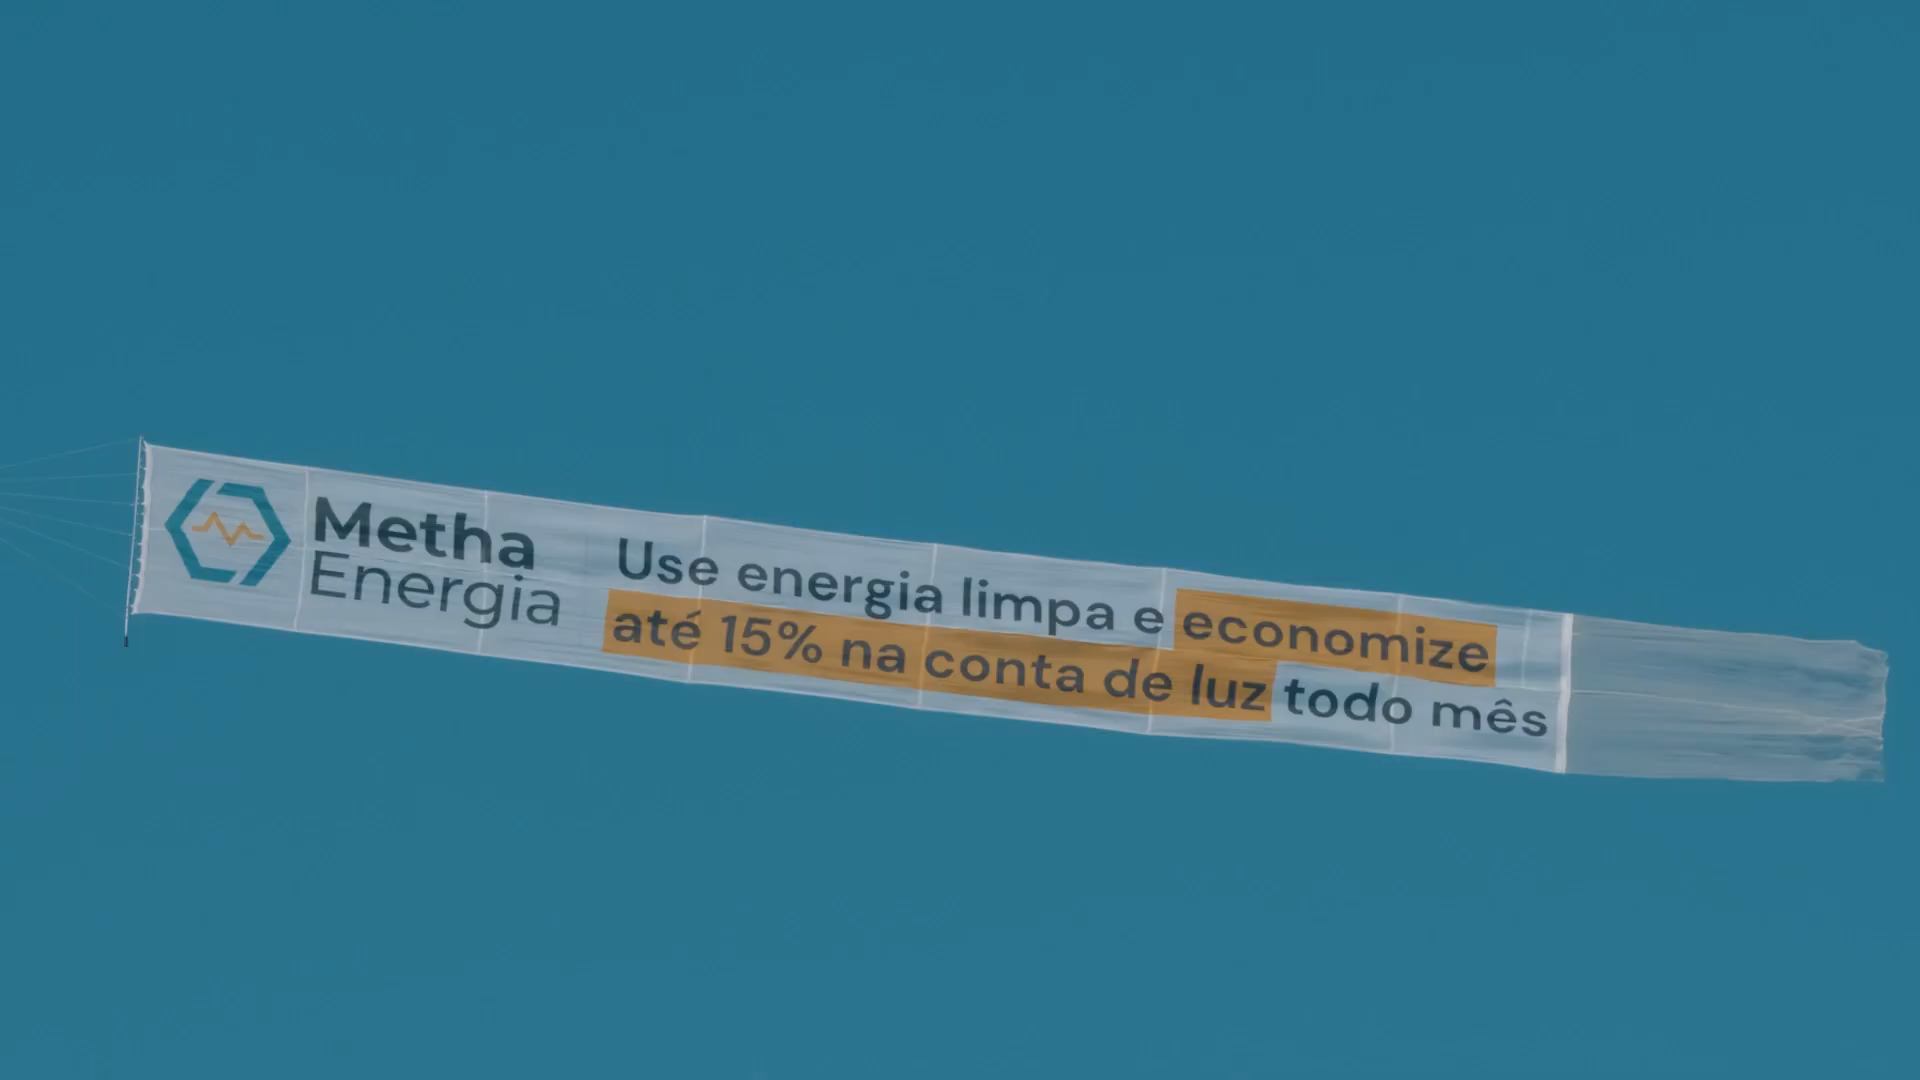 Metha
Energia
Use energia limpa e economize
até 15% na conta de luz todo mês